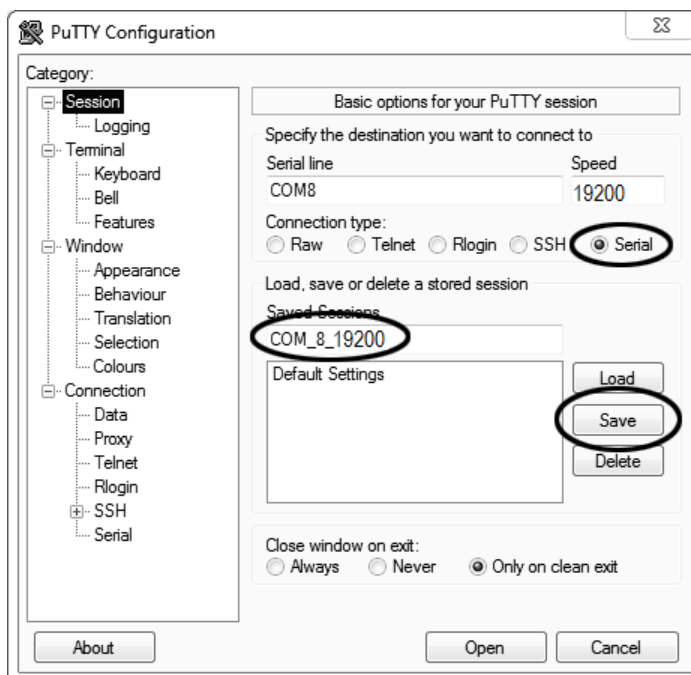 PuTTY Configuration
Category:
Session
Logging
Terminal
Keyboard
Bell
Features
Window
Appearance
Behaviour
Translation
Selection
Colours
Connection
Data
Proxy
Telnet
Rlogin
SSH
Serial
Basic options for your PuTTY session
Specify the destination you want to connect to
Serial line Speed
COM8 19200
Connection type:
Raw Telnet Rlogin SSH Serial
Load, save or delete a stored session
Saved Sessions
COM_8_19200
Default Settings
Load
Save
Delete
Close window on exit:
Always Never Only on clean exit
About Open Cancel